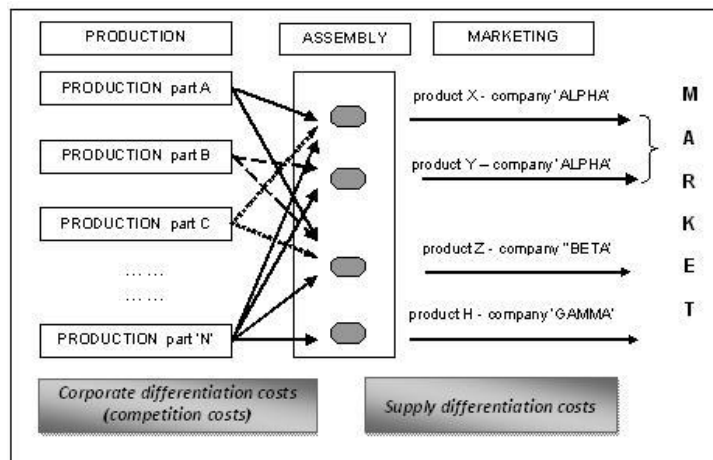 PRODUCTION
ASSEMBLY
MARKETING
PRODUCTION part A
PRODUCTION part B
PRODUCTION part C
... ...
... ...
PRODUCTION part 'N'
product X - company 'ALPHA'
product Y – company 'ALPHA'
product Z - company "BETA'
product H - company 'GAMMA'
M
A
R
K
E
T
Corporate differentiation costs
(competition costs)
Supply differentiation costs